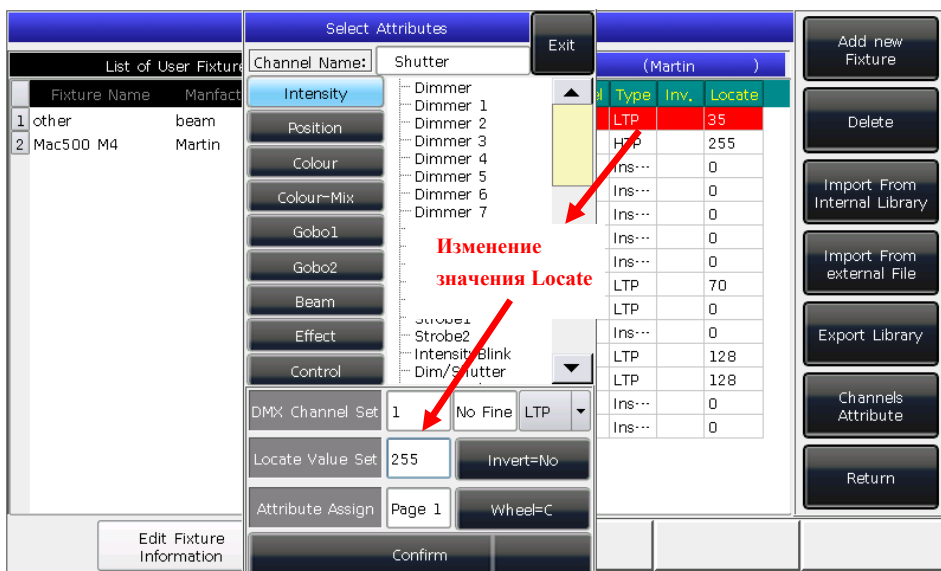 Select Attributes
Exit
Channel Name:
Shutter
List of User Fixture
(Martin )
Fixture Name
Manfact
Type
Inv.
Locate
1 other beam
2 Mac500 M4 Martin
Intensity
Position
Colour
Colour-Mix
Gobo1
Gobo2
Beam
Effect
Control
Dimmer
Dimmer 1
Dimmer 2
Dimmer 3
Dimmer 4
Dimmer 5
Dimmer 6
Dimmer 7
Изменение
значения Locate
Strobe2
IntensityBlink
Dim/Shutter
LTP 35
HTP 255
Ins··· 0
Ins··· 0
Ins··· 0
Ins··· 0
Ins··· 0
LTP 70
LTP 0
Ins··· 0
LTP 128
LTP 128
Ins··· 0
Ins··· 0
DMX Channel Set
1
No Fine
LTP
Locate Value Set
255
Invert=No
Attribute Assign
Page 1
Wheel=C
Confirm
Edit Fixture
Information
Add new
Fixture
Delete
Import From
Internal Library
Import From
external File
Export Library
Channels
Attribute
Return